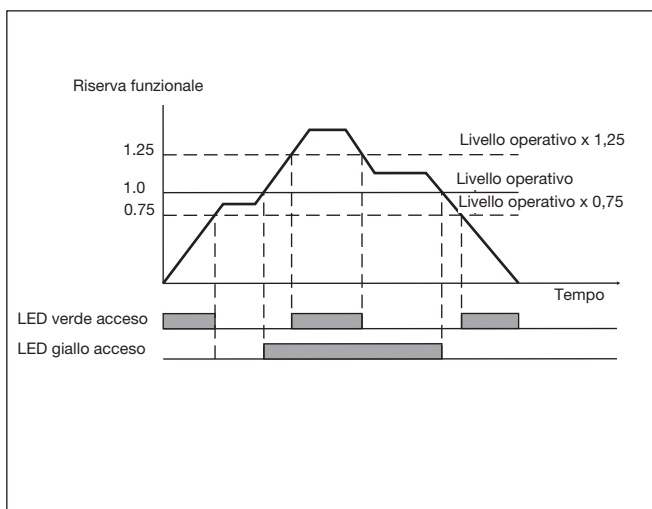 Riserva funzionale
1.25
Livello operativo x 1,25
1.0
Livello operativo
0.75
Livello operativo x 0,75
Tempo
LED verde acceso
LED giallo acceso